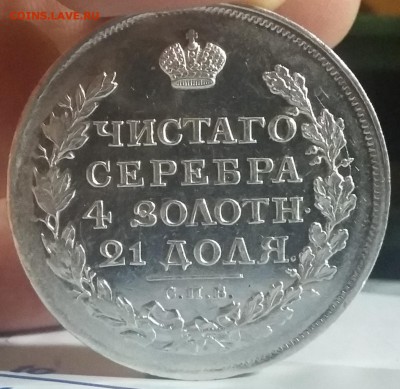 COINS.LAVE.RU
ЧИСТАГО
СЕРЕБРА
4 ЗОЛОТН.
21 ДОЛЯ.
С.П.Б.